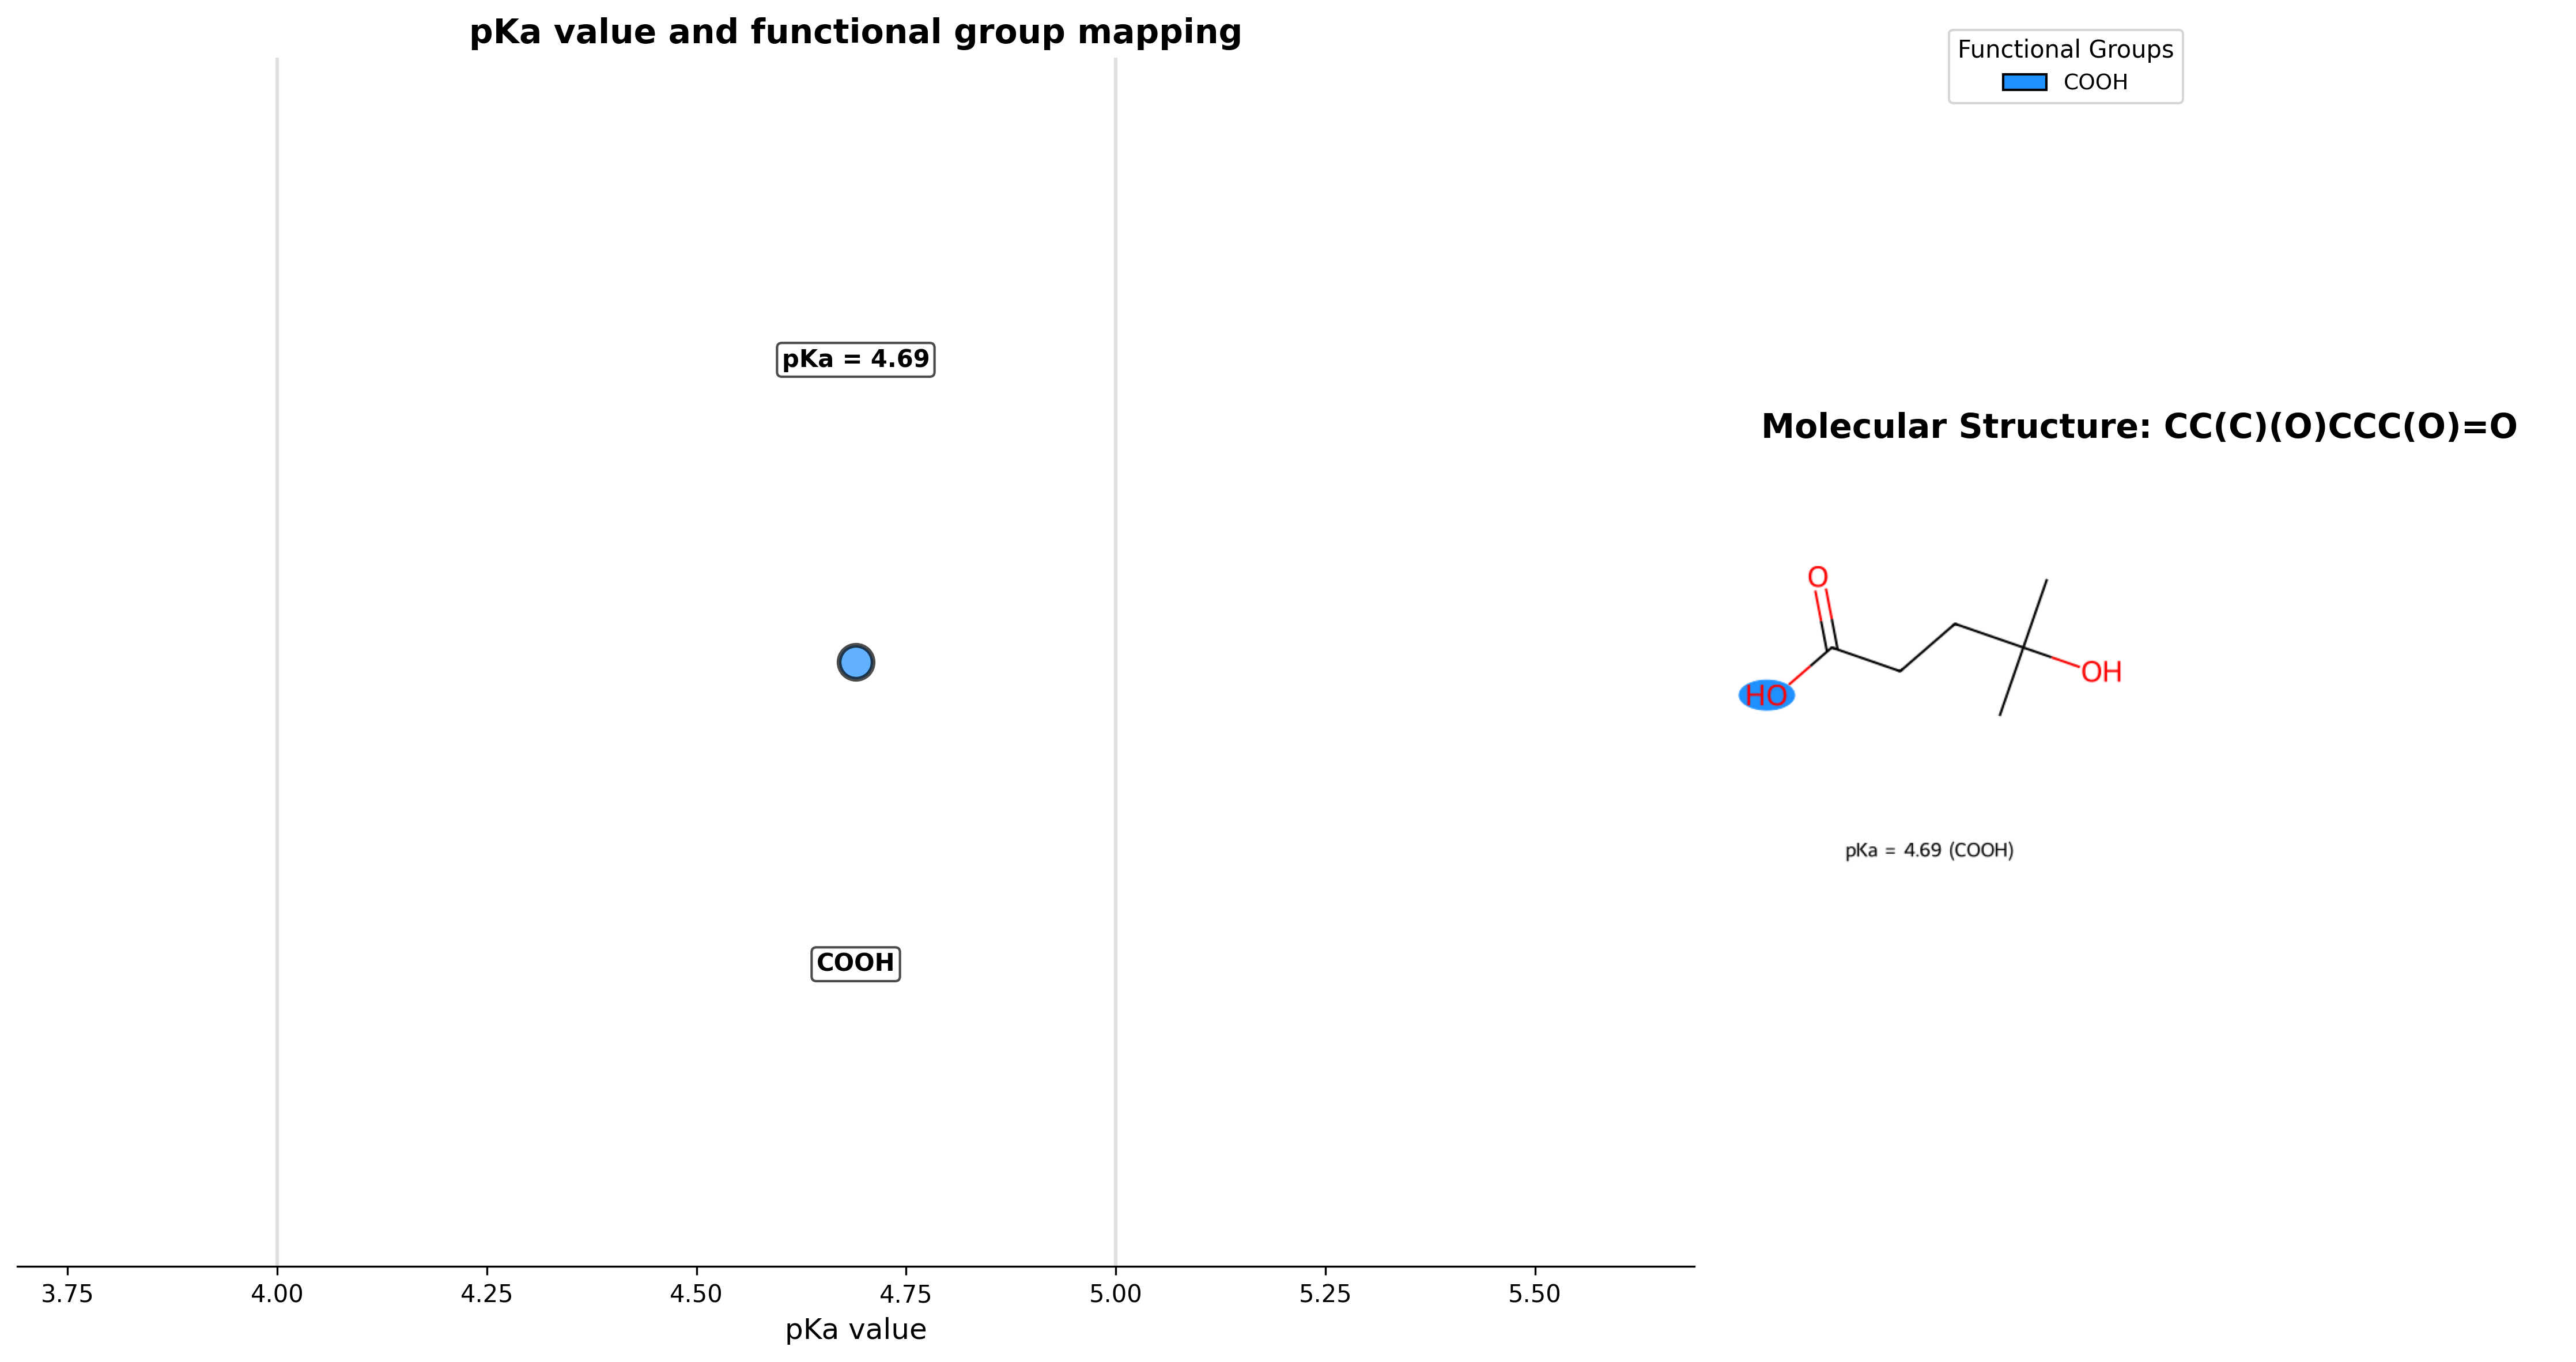 pKa value and functional group mapping
pKa = 4.69
COOH
3.75 4.00 4.25 4.50 4.75 5.00 5.25 5.50
pKa value
Functional Groups
COOH
Molecular Structure: CC(C)(O)CCC(O)=O
O
HO
OH
pKa = 4.69 (COOH)